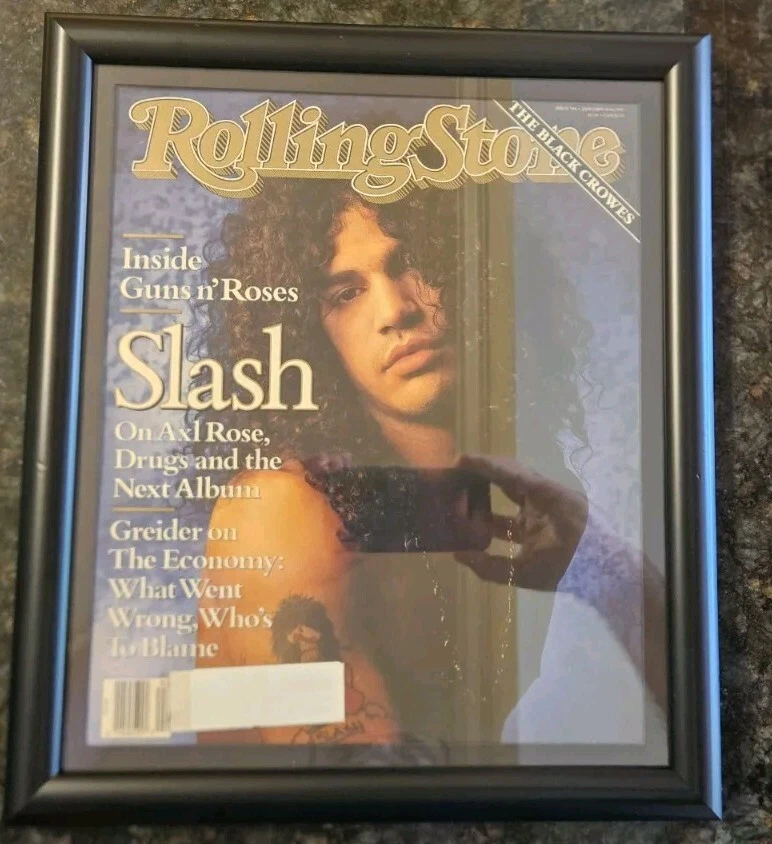 Rolling Stone
THE BLACK CROWES
Inside
Guns n' Roses
Slash
On Axl Rose,
Drugs and the
Next Album
Greider on
The Economy:
What Went
Wrong, Who's
To Blame
SLASH